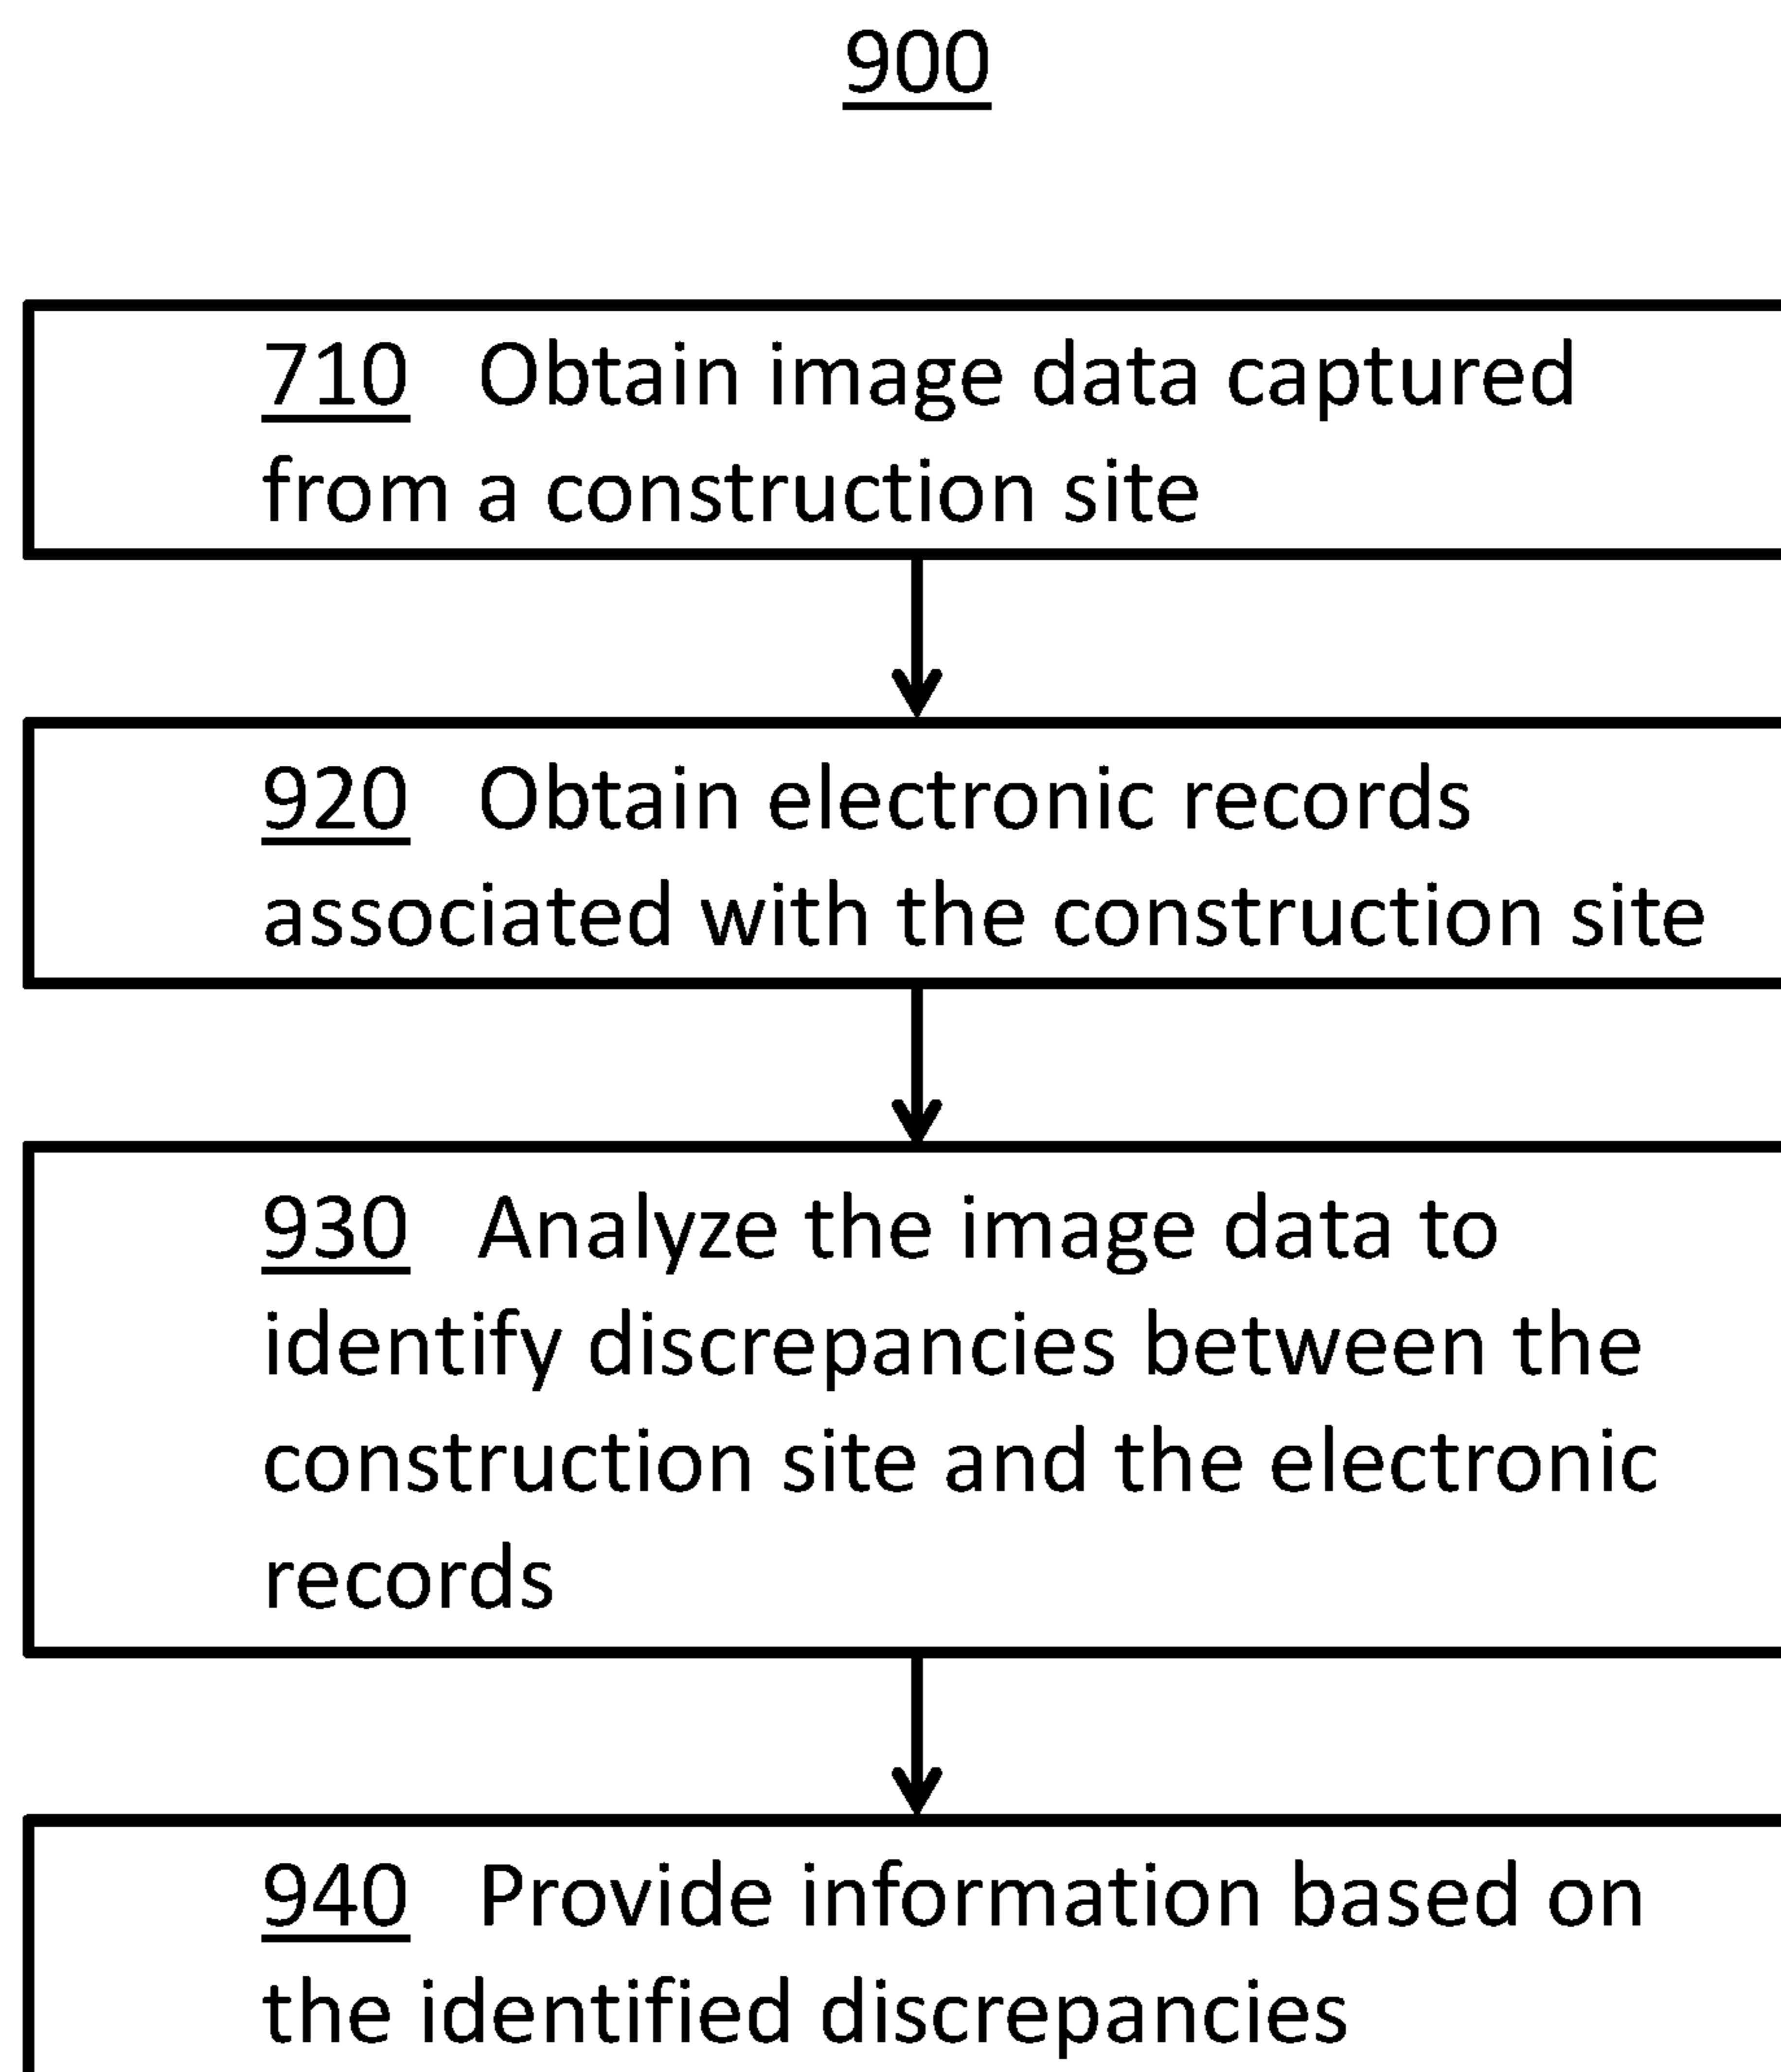 900
710 Obtain image data captured
from a construction site
920 Obtain electronic records
associated with the construction site
930 Analyze the image data to
identify discrepancies between the
construction site and the electronic
records
940 Provide information based on
the identified discrepancies